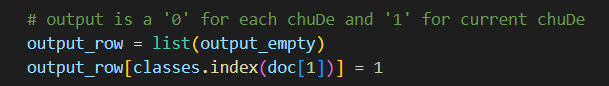 # output is a '0' for each chuDe and '1' for current chuDe
output_row = list(output_empty)
output_row[classes.index(doc[1])] = 1